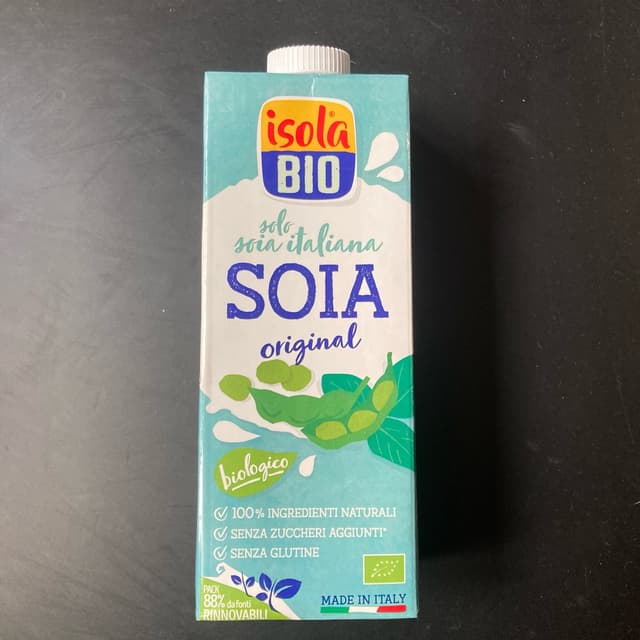 isola®
BIO
solo
soia italiana
SOIA
original
biologico
100% INGREDIENTI NATURALI
SENZA ZUCCHERI AGGIUNTI*
SENZA GLUTINE
PACK
88% da fonti
RINNOVABILI
MADE IN ITALY